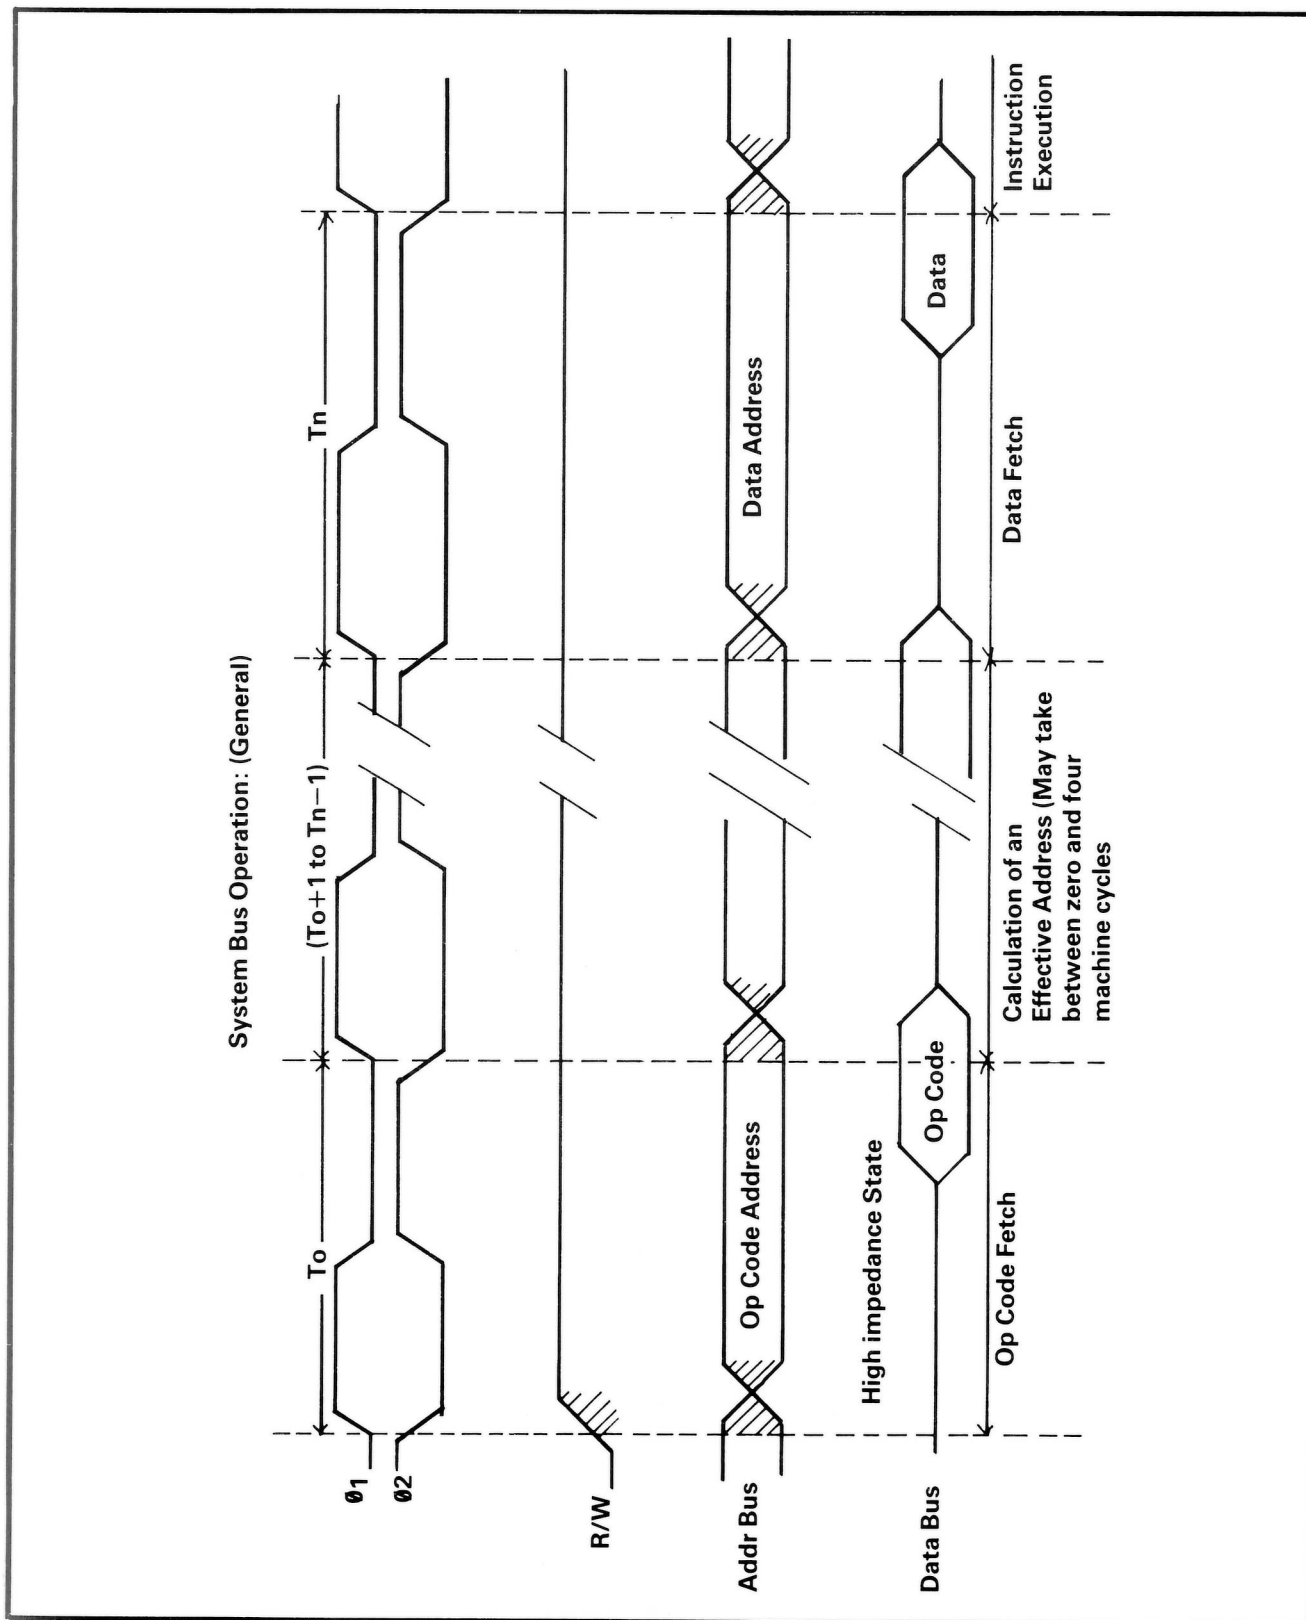 System Bus Operation: (General)
To
(To+1 to Tn−1)
Tn
Ø1
Ø2
R/W
Addr Bus
Op Code Address
Data Address
High impedance State
Data Bus
Op Code
Data
Op Code Fetch
Calculation of an
Effective Address (May take
between zero and four
machine cycles
Data Fetch
Instruction
Execution